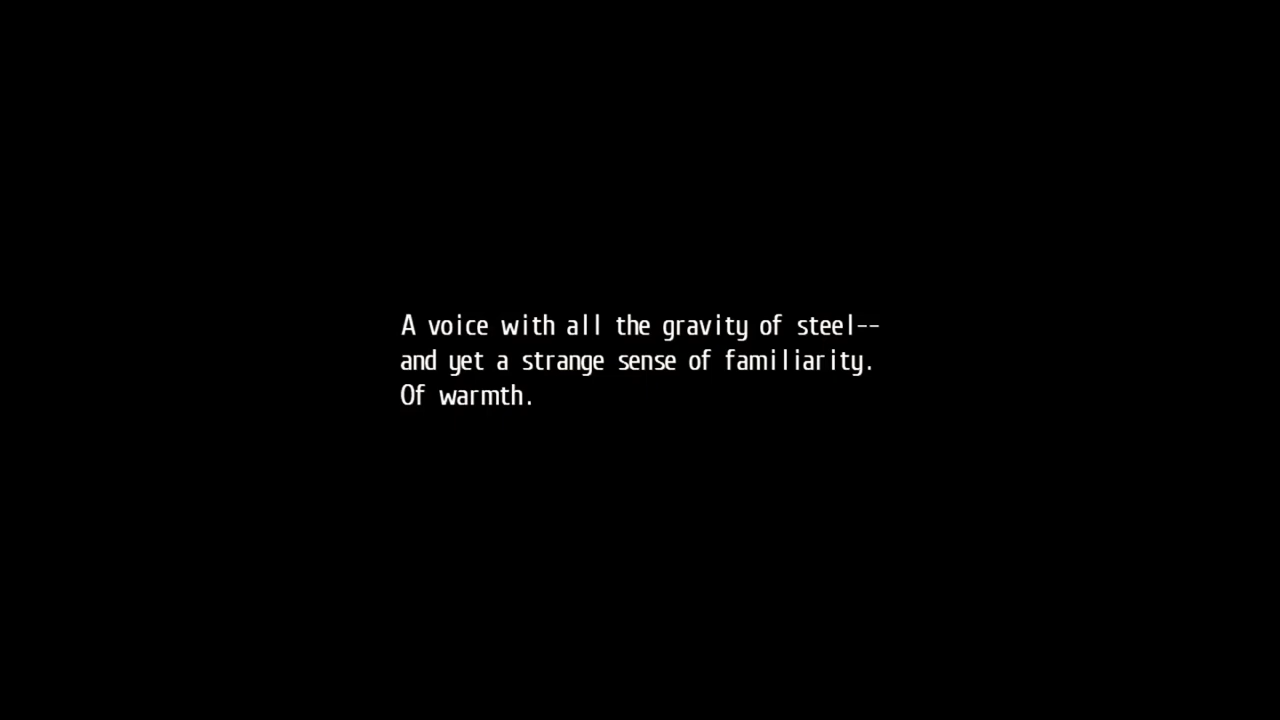 A voice with all the gravity of steel--
and yet a strange sense of familiarity.
Of warmth.